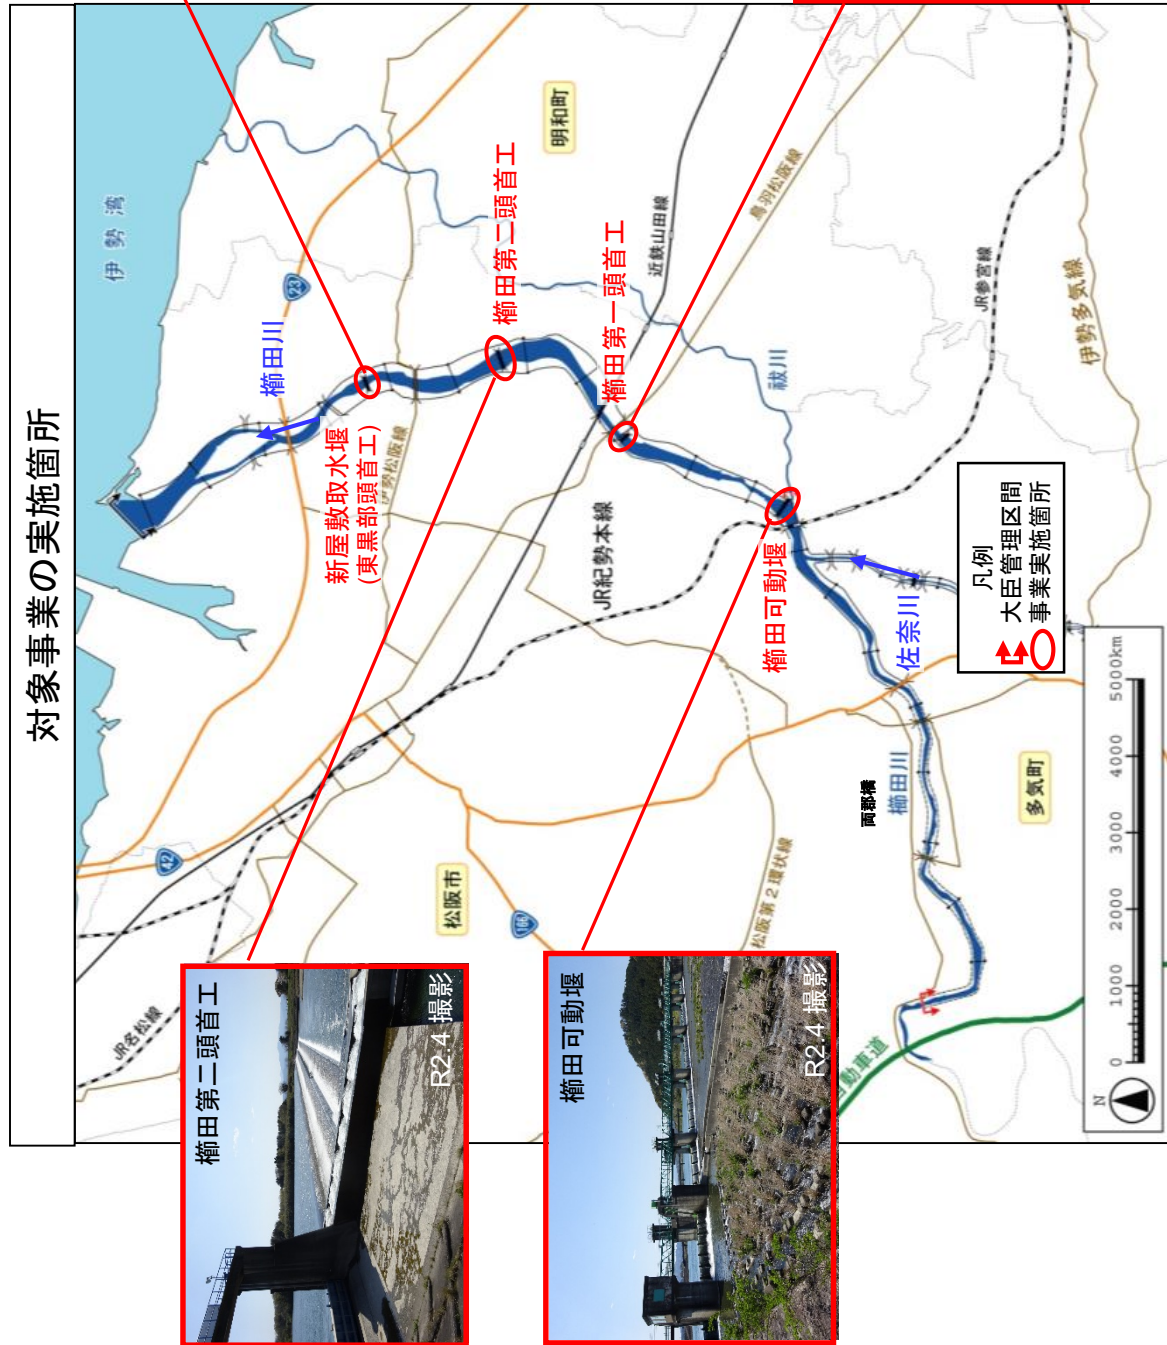 対象事業の実施箇所
伊勢湾
明和町
23
櫛田川
櫛田第二頭首工
新屋敷取水堰
(東黒部頭首工)
伊勢松阪線
櫛田第一頭首工
近鉄山田線
鳥羽松阪線
祓川
JR参宮線
伊勢多気線
JR紀勢本線
櫛田可動堰
佐奈川
42
松阪市
166
松阪第2環状線
両郡橋
櫛田川
多気町
JR名松線
自動車道
櫛田第二頭首工
R2.4 撮影
櫛田可動堰
R2.4 撮影
凡例
大臣管理区間
事業実施箇所
N
0 1000 2000 3000 4000 5000km